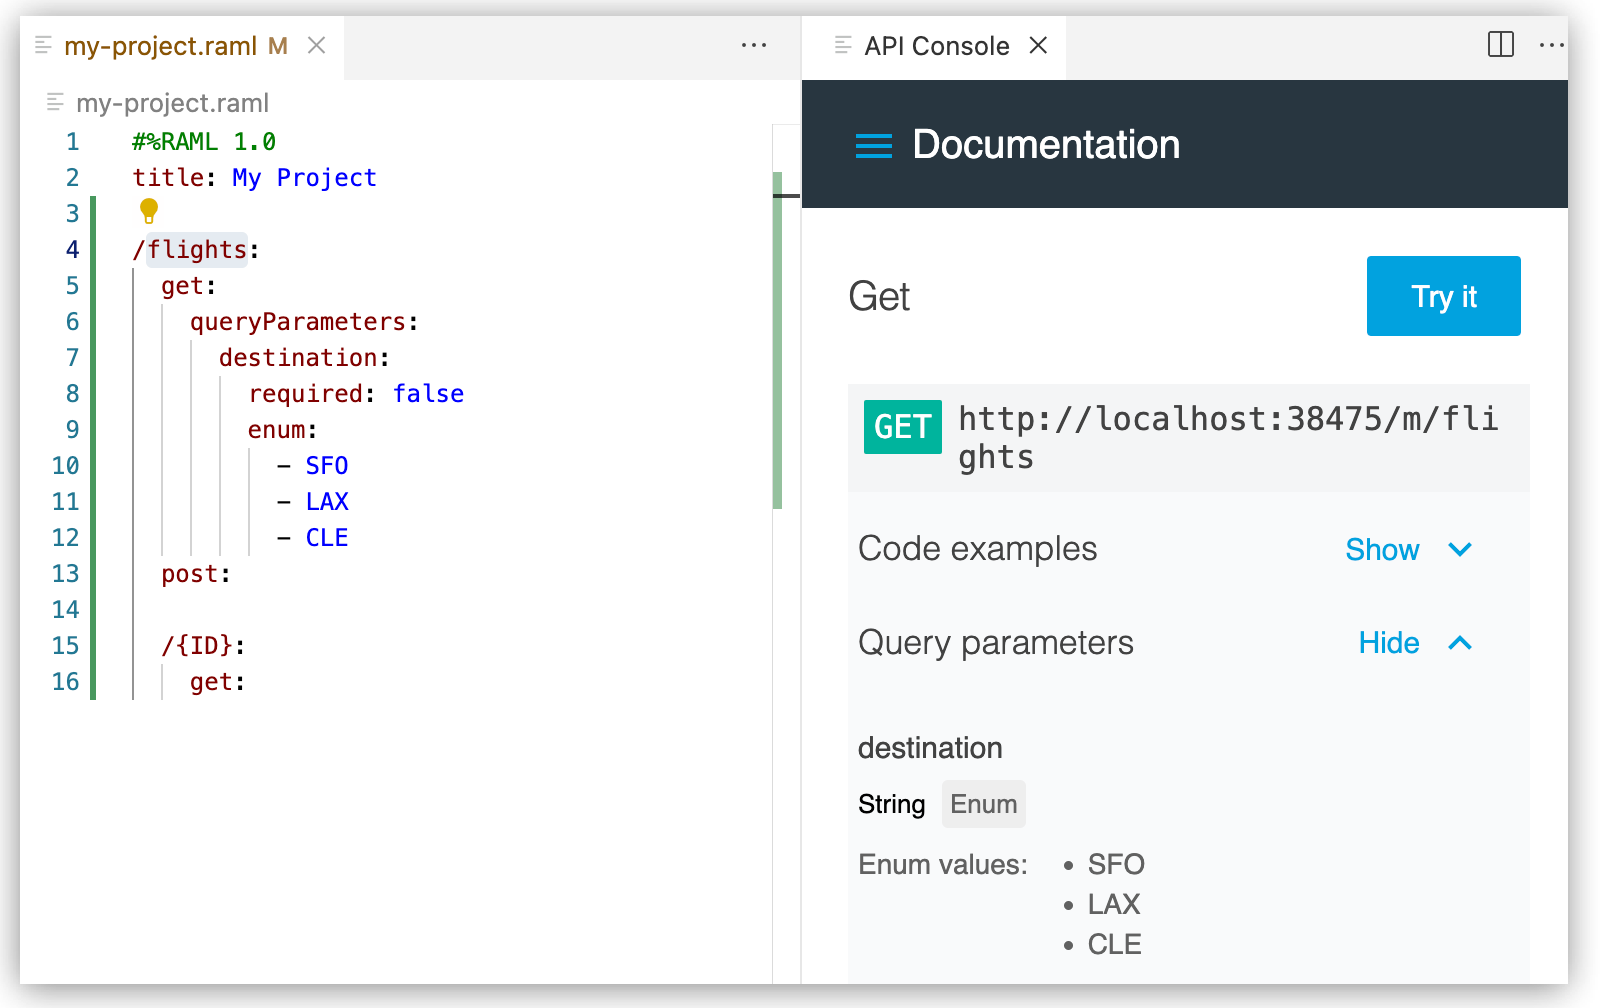 my-project.raml M
my-project.raml
1 #%RAML 1.0
2 title: My Project
3
4 /flights:
5 get:
6 queryParameters:
7 destination:
8 required: false
9 enum:
10 - SFO
11 - LAX
12 - CLE
13 post:
14
15 /{ID}:
16 get:
API Console
Documentation
Get
Try it
GET http://localhost:38475/m/fli
ghts
Code examples Show
Query parameters Hide
destination
String Enum
Enum values: • SFO
• LAX
• CLE